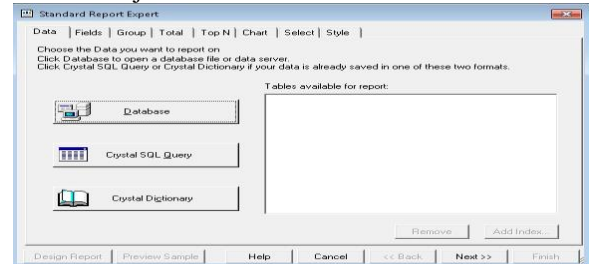 Standard Report Expert
Data Fields Group Total Top N Chart Select Style
Choose the Data you want to report on
Click Database to open a database file or data server.
Click Crystal SQL Query or Crystal Dictionary if your data is already saved in one of these two formats.
Tables available for report:
Database
Crystal SQL Query
Crystal Dictionary
Remove Add Index...
Design Report Preview Sample Help Cancel << Back Next >> Finish